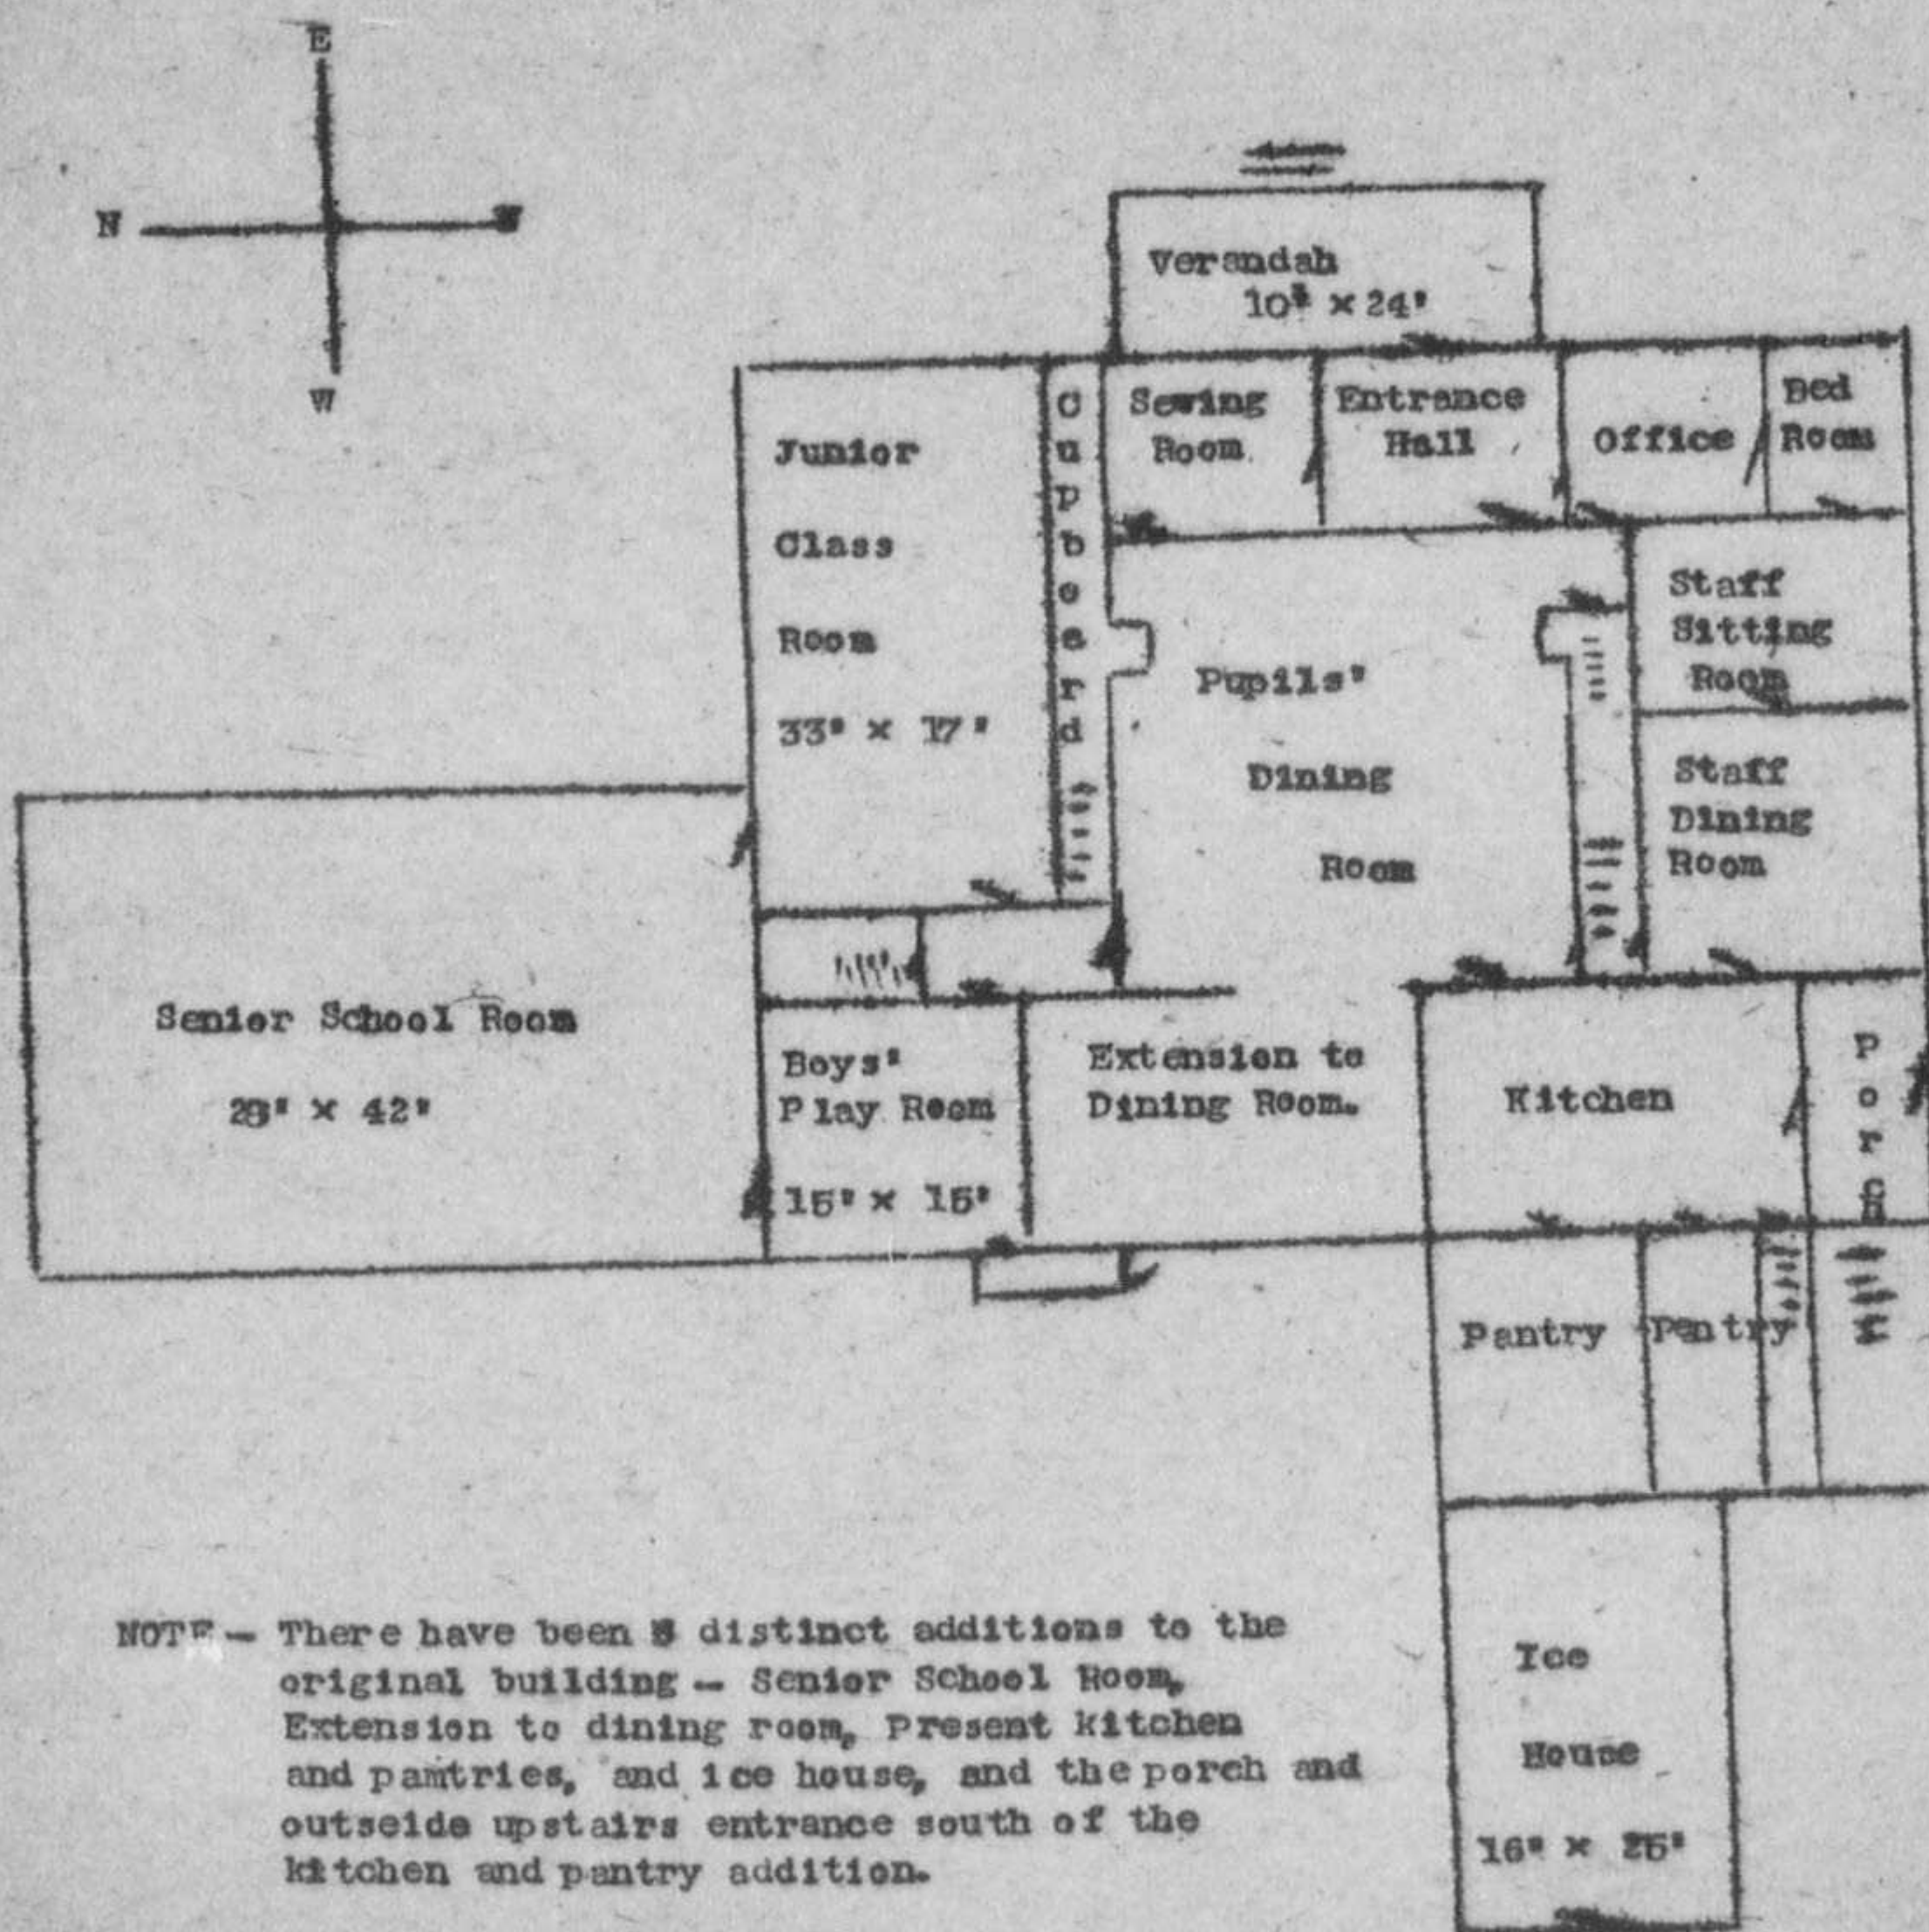 E
N
W
W
Verandah
10' × 24'
Junior
Class
Room
33' × 17'
Cupboard
Sewing
Room
Entrance
Hall
Office
Bed
Room
Staff
Sitting
Room
Pupils'
Dining
Room
Staff
Dining
Room
Senior School Room
× 42'
Boys'
Play Room
15' × 15'
Extension to
Dining Room.
Kitchen
Porch
Pantry
Pantry
Ice
House
16' × 25'
NOTE - There have been 5 distinct additions to the
original building - Senior School Room,
Extension to dining room, Present kitchen
and pamtries, and ice house, and the porch and
outseide upstairs entrance south of the
kitchen and pantry addition.